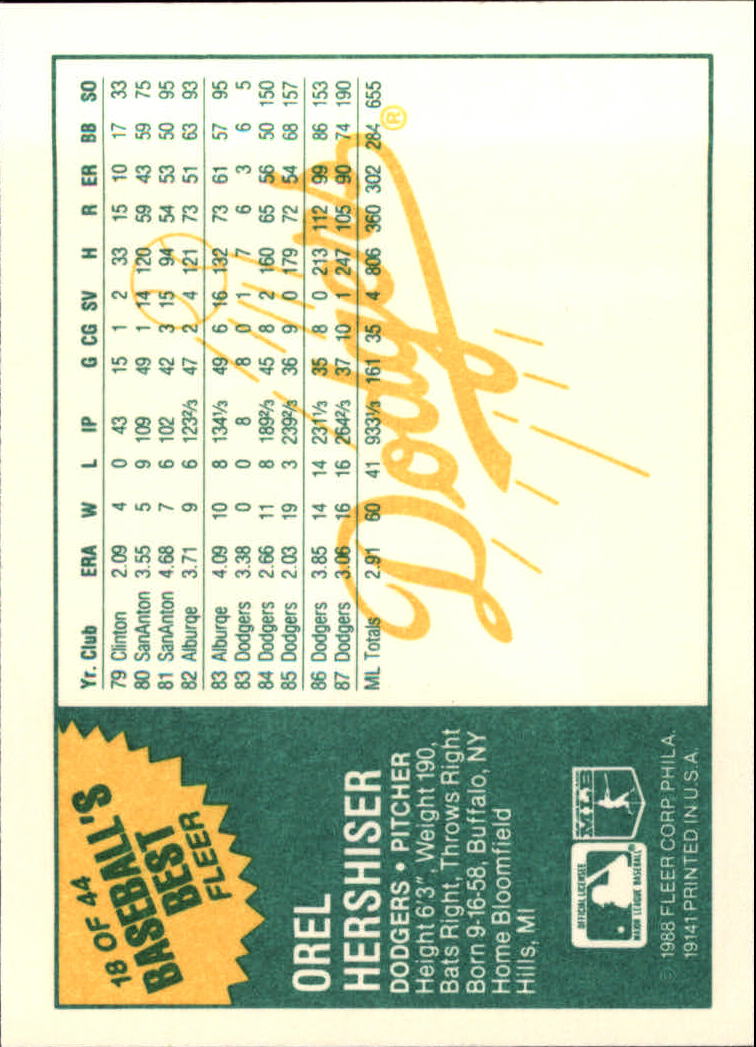 18 OF 44
BASEBALL'S
BEST
FLEER
OREL
HERSHISER
DODGERS • PITCHER
Height 6'3", Weight 190,
Bats Right, Throws Right
Born 9-16-58, Buffalo, NY
Home Bloomfield
Hills, MI
OFFICIAL LICENSEE
MAJOR LEAGUE BASEBALL®
© 1988 FLEER CORP. PHILA.
19141 PRINTED IN U.S.A.
Yr. Club ERA W L IP G CG SV H R ER BB SO
79 Clinton 2.09 4 0 43 15 1 2 33 15 10 17 33
80 SanAnton 3.55 5 9 109 49 1 14 120 59 43 59 75
81 SanAnton 4.68 7 6 102 42 3 15 94 54 53 50 95
82 Alburqe 3.71 9 6 123⅔ 47 2 4 121 73 51 63 93
83 Alburqe 4.09 10 8 134⅓ 49 6 16 132 73 61 57 95
83 Dodgers 3.38 0 0 8 8 0 1 7 6 3 6 5
84 Dodgers 2.66 11 8 189⅔ 45 8 2 160 65 56 50 150
85 Dodgers 2.03 19 3 239⅔ 36 9 0 179 72 54 68 157
86 Dodgers 3.85 14 14 231⅓ 35 8 0 213 112 99 86 153
87 Dodgers 3.06 16 16 264⅔ 37 10 1 247 105 90 74 190
ML Totals 2.91 60 41 933⅓ 161 35 4 806 360 302 284 655
Dodgers®